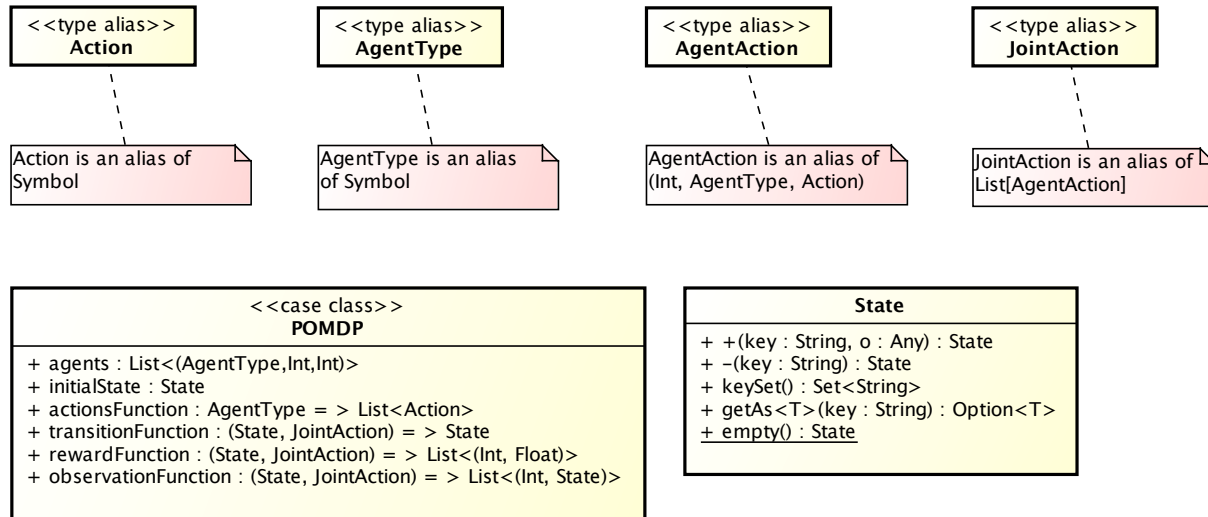 <<type alias>>
Action
<<type alias>>
AgentType
<<type alias>>
AgentAction
<<type alias>>
JointAction
Action is an alias of
Symbol
AgentType is an alias
of Symbol
AgentAction is an alias of
(Int, AgentType, Action)
JointAction is an alias of
List[AgentAction]
<<case class>>
POMDP
+ agents : List<(AgentType,Int,Int)>
+ initialState : State
+ actionsFunction : AgentType = > List<Action>
+ transitionFunction : (State, JointAction) = > State
+ rewardFunction : (State, JointAction) = > List<(Int, Float)>
+ observationFunction : (State, JointAction) = > List<(Int, State)>
State
+ +(key : String, o : Any) : State
+ -(key : String) : State
+ keySet() : Set<String>
+ getAs<T>(key : String) : Option<T>
+ empty() : State